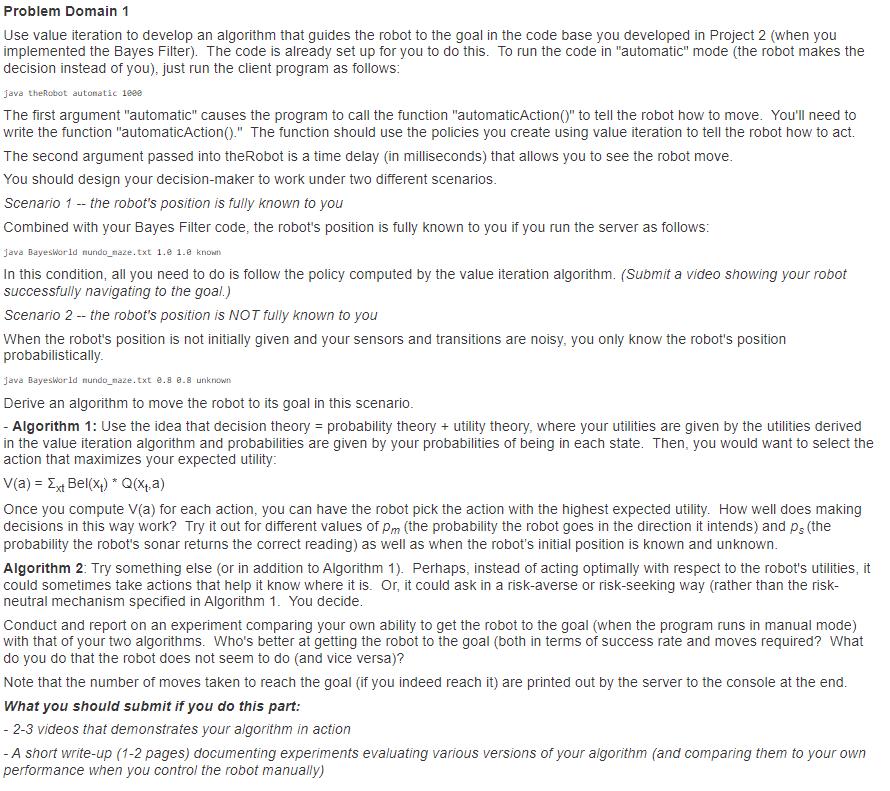 Problem Domain 1
Use value iteration to develop an algorithm that guides the robot to the goal in the code base you developed in Project 2 (when you
implemented the Bayes Filter).  The code is already set up for you to do this.  To run the code in "automatic" mode (the robot makes the
decision instead of you), just run the client program as follows:
java theRobot automatic 1000
The first argument "automatic" causes the program to call the function "automaticAction()" to tell the robot how to move.  You'll need to
write the function "automaticAction()."  The function should use the policies you create using value iteration to tell the robot how to act.
The second argument passed into theRobot is a time delay (in milliseconds) that allows you to see the robot move.
You should design your decision-maker to work under two different scenarios.
Scenario 1 -- the robot's position is fully known to you
Combined with your Bayes Filter code, the robot's position is fully known to you if you run the server as follows:
java BayesWorld mundo_maze.txt 1.0 1.0 known
In this condition, all you need to do is follow the policy computed by the value iteration algorithm. (Submit a video showing your robot
successfully navigating to the goal.)
Scenario 2 -- the robot's position is NOT fully known to you
When the robot's position is not initially given and your sensors and transitions are noisy, you only know the robot's position
probabilistically.
java BayesWorld mundo_maze.txt 0.8 0.8 unknown
Derive an algorithm to move the robot to its goal in this scenario.
- Algorithm 1: Use the idea that decision theory = probability theory + utility theory, where your utilities are given by the utilities derived
in the value iteration algorithm and probabilities are given by your probabilities of being in each state.  Then, you would want to select the
action that maximizes your expected utility:
V(a) = Σxt Bel(xt) * Q(xt,a)
Once you compute V(a) for each action, you can have the robot pick the action with the highest expected utility.  How well does making
decisions in this way work?  Try it out for different values of pm (the probability the robot goes in the direction it intends) and ps (the
probability the robot's sonar returns the correct reading) as well as when the robot's initial position is known and unknown.
Algorithm 2: Try something else (or in addition to Algorithm 1).  Perhaps, instead of acting optimally with respect to the robot's utilities, it
could sometimes take actions that help it know where it is.  Or, it could ask in a risk-averse or risk-seeking way (rather than the risk-
neutral mechanism specified in Algorithm 1.  You decide.
Conduct and report on an experiment comparing your own ability to get the robot to the goal (when the program runs in manual mode)
with that of your two algorithms.  Who's better at getting the robot to the goal (both in terms of success rate and moves required?  What
do you do that the robot does not seem to do (and vice versa)?
Note that the number of moves taken to reach the goal (if you indeed reach it) are printed out by the server to the console at the end.
What you should submit if you do this part:
- 2-3 videos that demonstrates your algorithm in action
- A short write-up (1-2 pages) documenting experiments evaluating various versions of your algorithm (and comparing them to your own
performance when you control the robot manually)